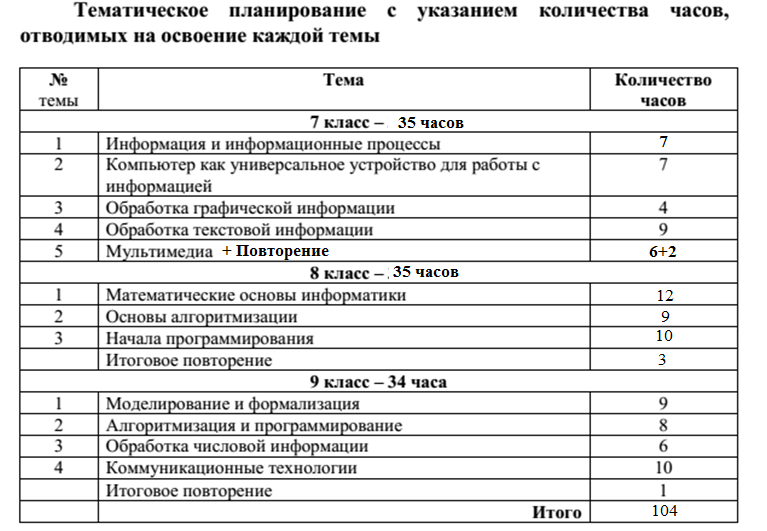 Тематическое планирование с указанием количества часов,
отводимых на освоение каждой темы
№ Тема Количество
темы часов
7 класс – 35 часов
1 Информация и информационные процессы 7
2 Компьютер как универсальное устройство для работы с 7
информацией
3 Обработка графической информации 4
4 Обработка текстовой информации 9
5 Мультимедиа + Повторение 6+2
8 класс – 35 часов
1 Математические основы информатики 12
2 Основы алгоритмизации 9
3 Начала программирования 10
Итоговое повторение 3
9 класс – 34 часа
1 Моделирование и формализация 9
2 Алгоритмизация и программирование 8
3 Обработка числовой информации 6
4 Коммуникационные технологии 10
Итоговое повторение 1
Итого 104